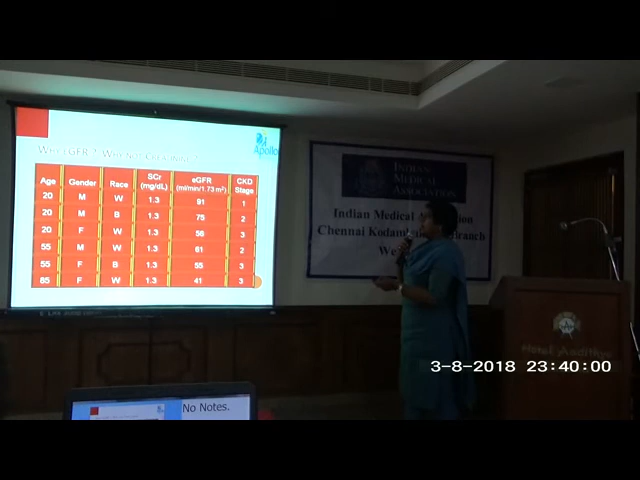 WHY EGFR ? WHY NOT CREATININE ?
Apollo
Age Gender Race SCr (mg/dL) eGFR (ml/min/1.73 m²) CKD Stage
20 M W 1.3 91 1
20 M B 1.3 75 2
20 F W 1.3 56 3
55 M W 1.3 61 2
55 F B 1.3 55 3
85 F W 1.3 41 3
INDIAN
MEDICAL
ASSOCIATION
Indian Medical
Chennai
We
3-8-2018 23:40:00
No Notes.